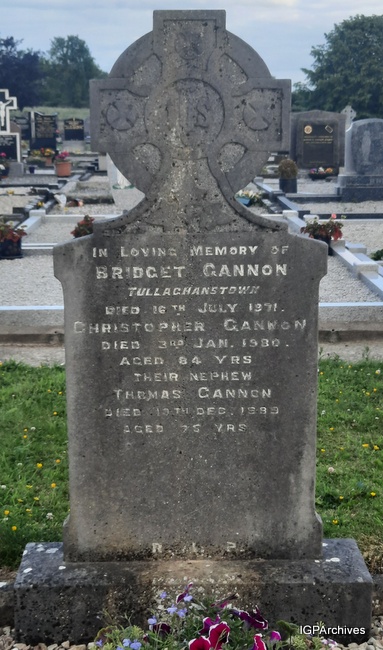 IHS
IN LOVING MEMORY OF
BRIDGET GANNON
TULLAGHANSTOWN
DIED 16TH JULY 1971.
CHRISTOPHER GANNON
DIED 3RD JAN. 1980.
AGED 84 YRS
THEIR NEPHEW
THOMAS GANNON
DIED DEC. 1989
AGED 75 YRS
R. I. P.
IGPArchives